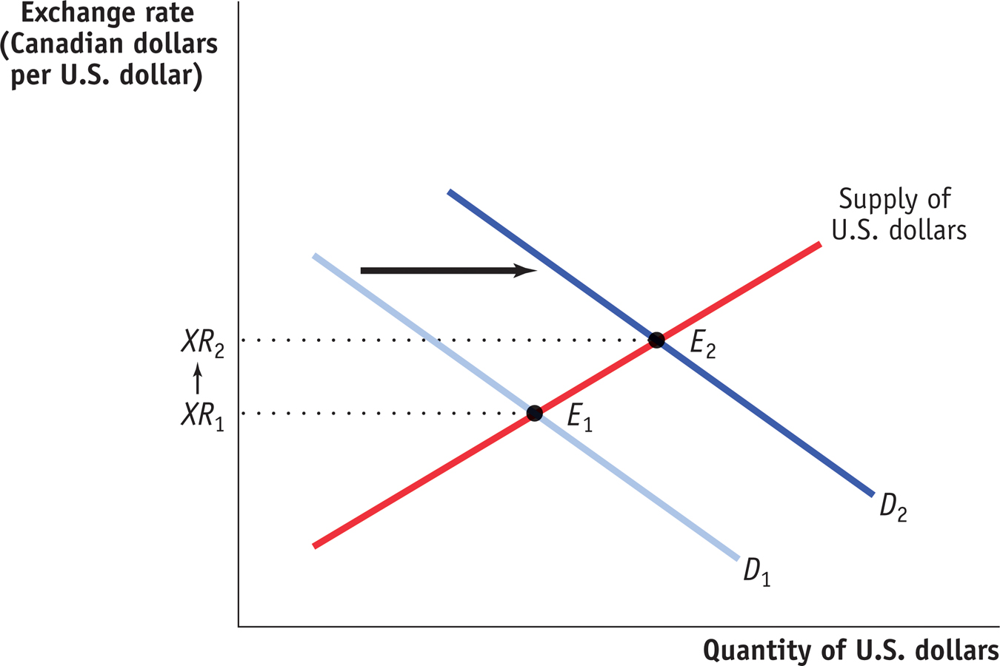 Exchange rate
(Canadian dollars
per U.S. dollar)
Supply of
U.S. dollars
XR2
E2
XR1
E1
D2
D1
Quantity of U.S. dollars